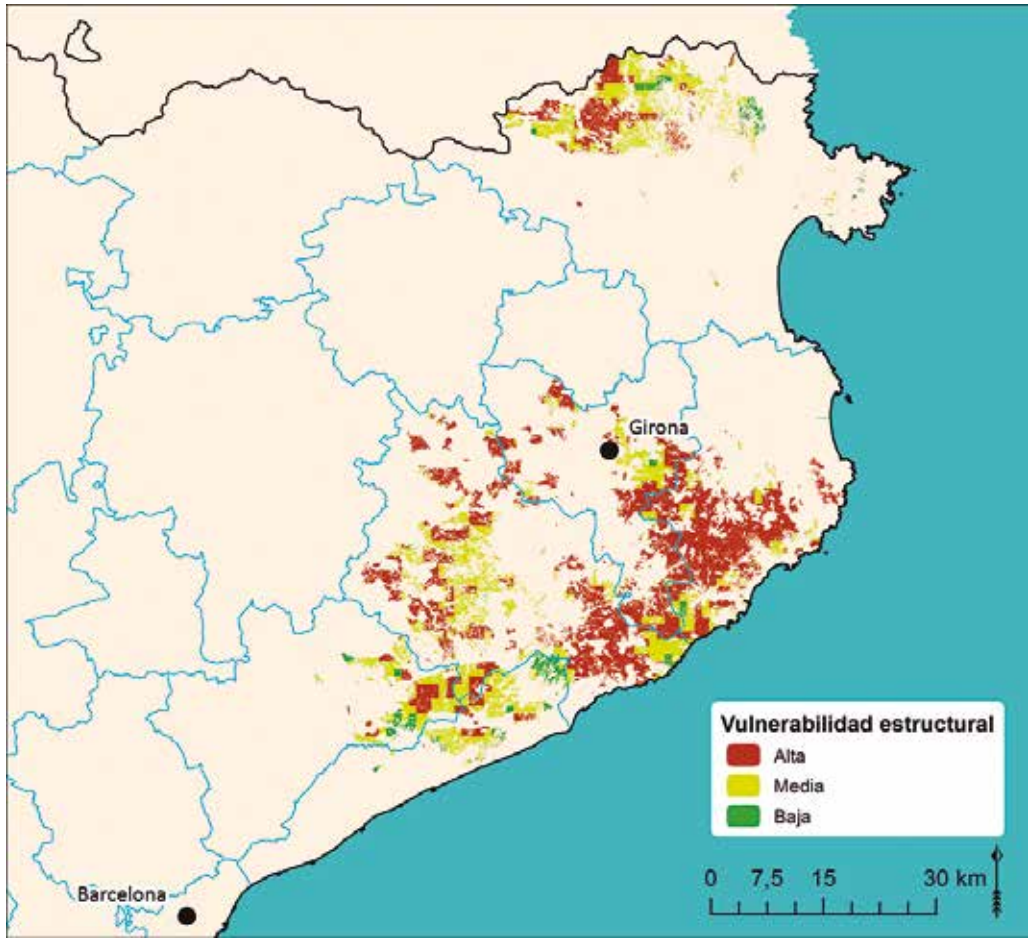 Girona
Vulnerabilidad estructural
Alta
Media
Baja
0 7,5 15 30 km
Barcelona